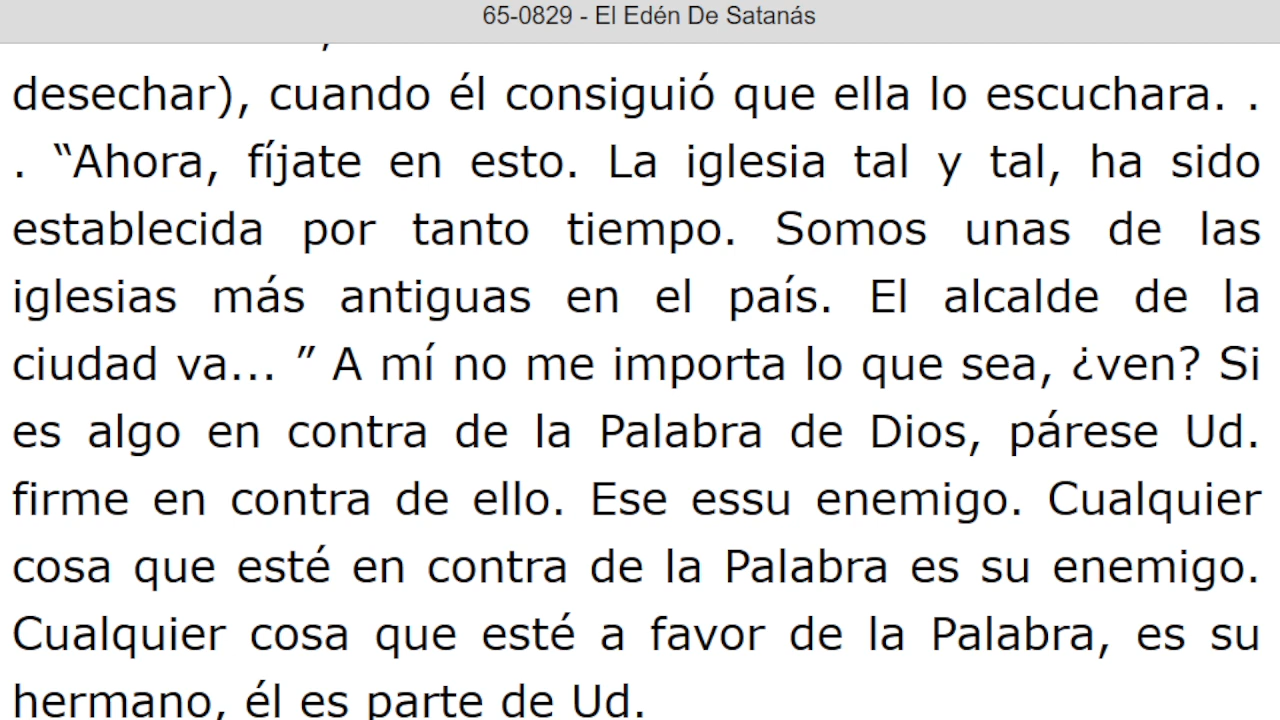 65-0829 - El Edén De Satanás
desechar), cuando él consiguió que ella lo escuchara. .
. “Ahora, fíjate en esto. La iglesia tal y tal, ha sido
establecida por tanto tiempo. Somos unas de las
iglesias más antiguas en el país. El alcalde de la
ciudad va… ” A mí no me importa lo que sea, ¿ven? Si
es algo en contra de la Palabra de Dios, párese Ud.
firme en contra de ello. Ese essu enemigo. Cualquier
cosa que esté en contra de la Palabra es su enemigo.
Cualquier cosa que esté a favor de la Palabra, es su
hermano, él es parte de Ud.